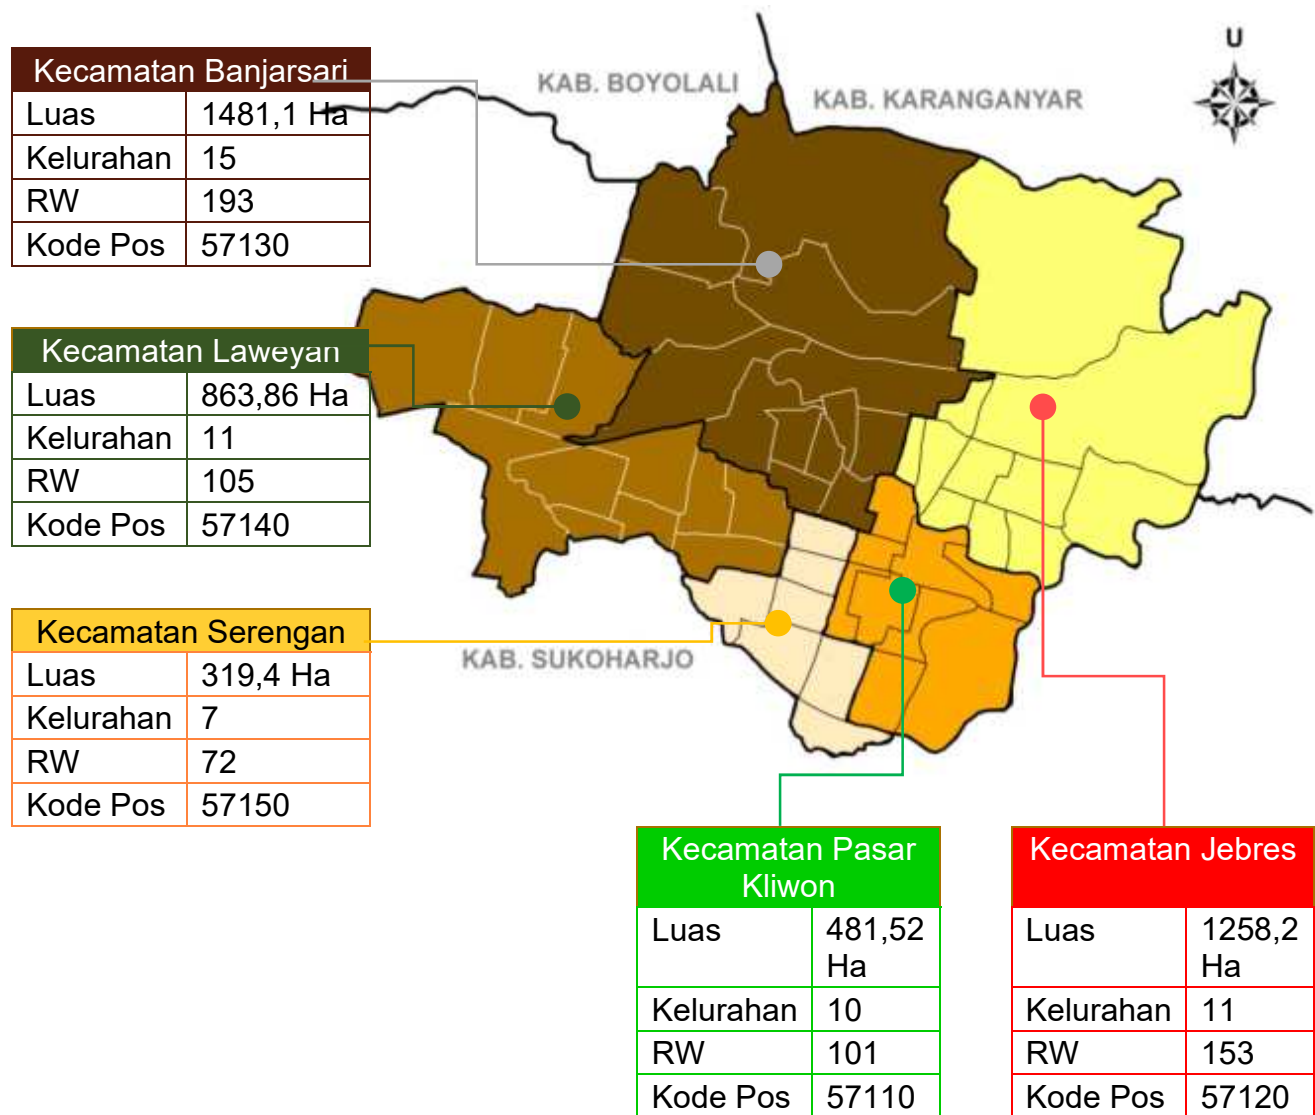 U
KAB. BOYOLALI
KAB. KARANGANYAR
Kecamatan Banjarsari
Luas 1481,1 Ha
Kelurahan 15
RW 193
Kode Pos 57130
Kecamatan Laweyan
Luas 863,86 Ha
Kelurahan 11
RW 105
Kode Pos 57140
Kecamatan Serengan
Luas 319,4 Ha
Kelurahan 7
RW 72
Kode Pos 57150
KAB. SUKOHARJO
Kecamatan Pasar
Kliwon
Luas 481,52
Ha
Kelurahan 10
RW 101
Kode Pos 57110
Kecamatan Jebres
Luas 1258,2
Ha
Kelurahan 11
RW 153
Kode Pos 57120